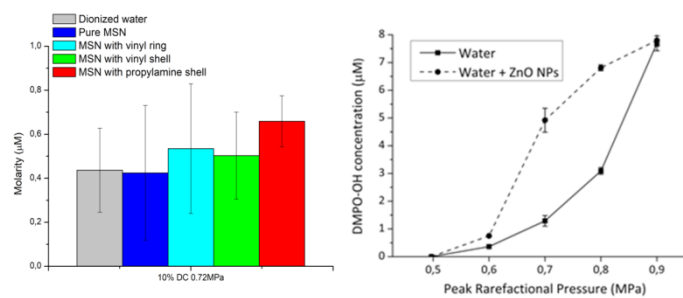 Dionized water
Pure MSN
MSN with vinyl ring
MSN with vinyl shell
MSN with propylamine shell
1,0
0,8
0,6
0,4
0,2
0,0
Molarity (μM)
10% DC 0.72MPa
Water
Water + ZnO NPs
8
7
6
5
4
3
2
1
0
DMPO-OH concentration (μM)
0,5 0,6 0,7 0,8 0,9
Peak Rarefactional Pressure (MPa)